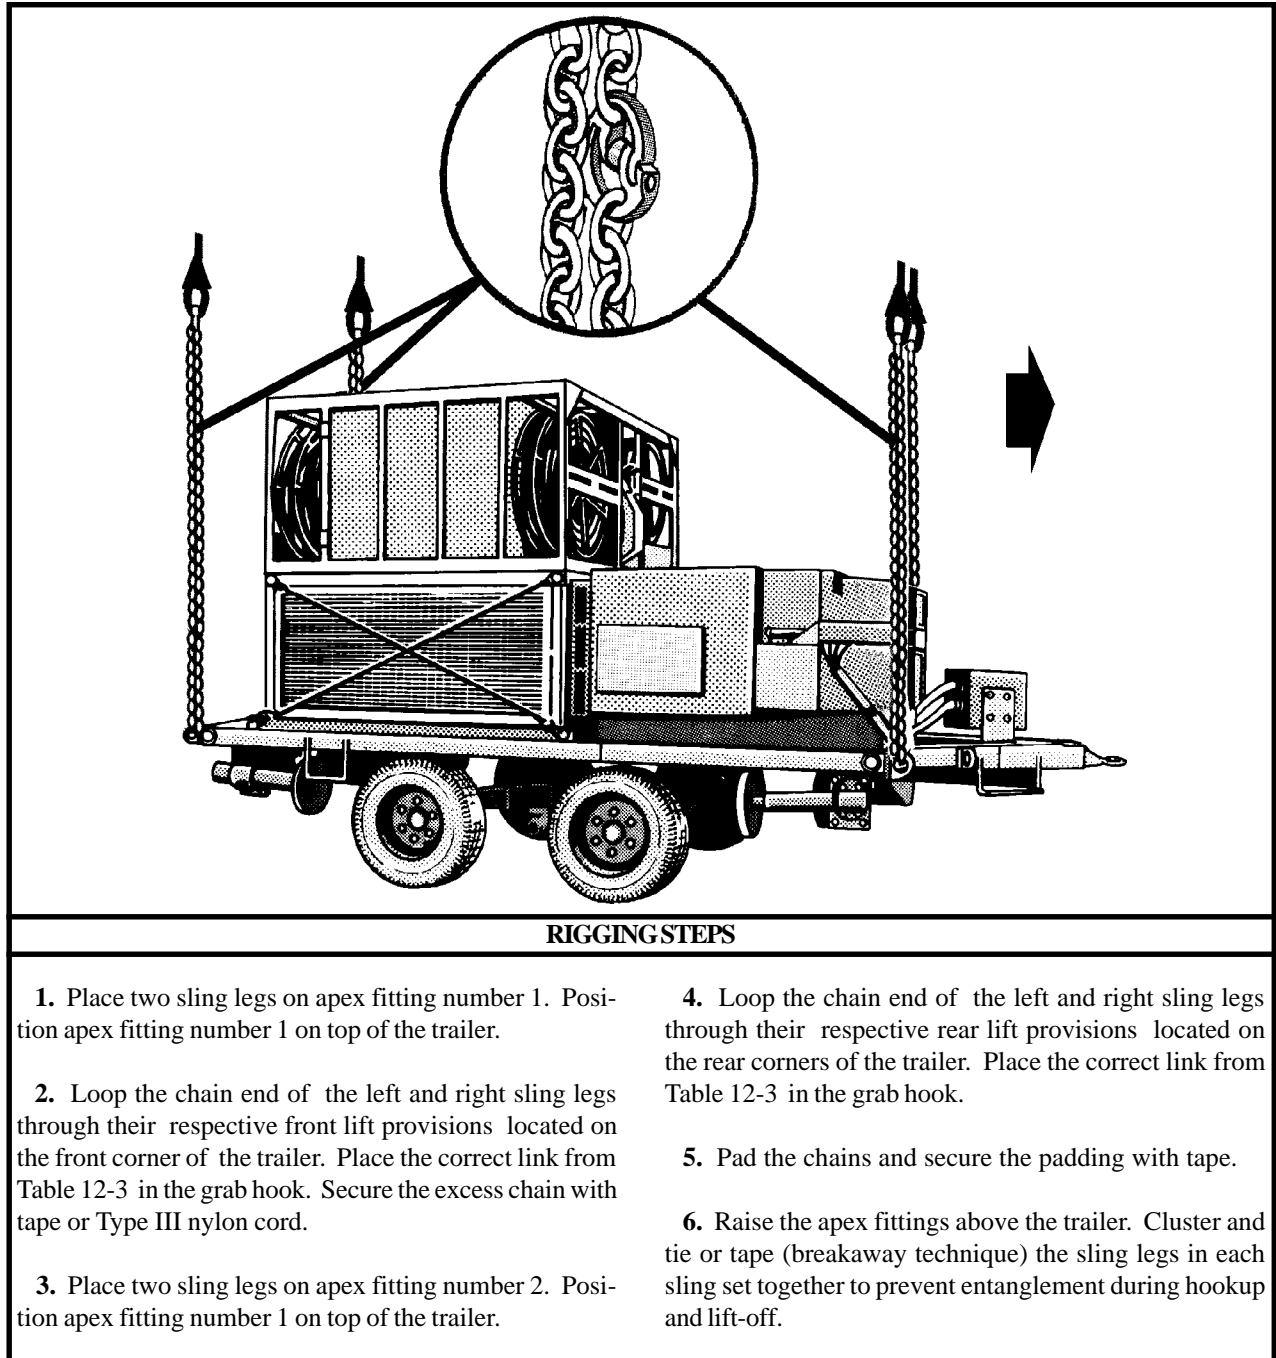 RIGGING STEPS
1. Place two sling legs on apex fitting number 1. Posi-
tion apex fitting number 1 on top of the trailer.
2. Loop the chain end of the left and right sling legs
through their respective front lift provisions located on
the front corner of the trailer. Place the correct link from
Table 12-3 in the grab hook. Secure the excess chain with
tape or Type III nylon cord.
3. Place two sling legs on apex fitting number 2. Posi-
tion apex fitting number 1 on top of the trailer.
4. Loop the chain end of the left and right sling legs
through their respective rear lift provisions located on
the rear corners of the trailer. Place the correct link from
Table 12-3 in the grab hook.
5. Pad the chains and secure the padding with tape.
6. Raise the apex fittings above the trailer. Cluster and
tie or tape (breakaway technique) the sling legs in each
sling set together to prevent entanglement during hookup
and lift-off.